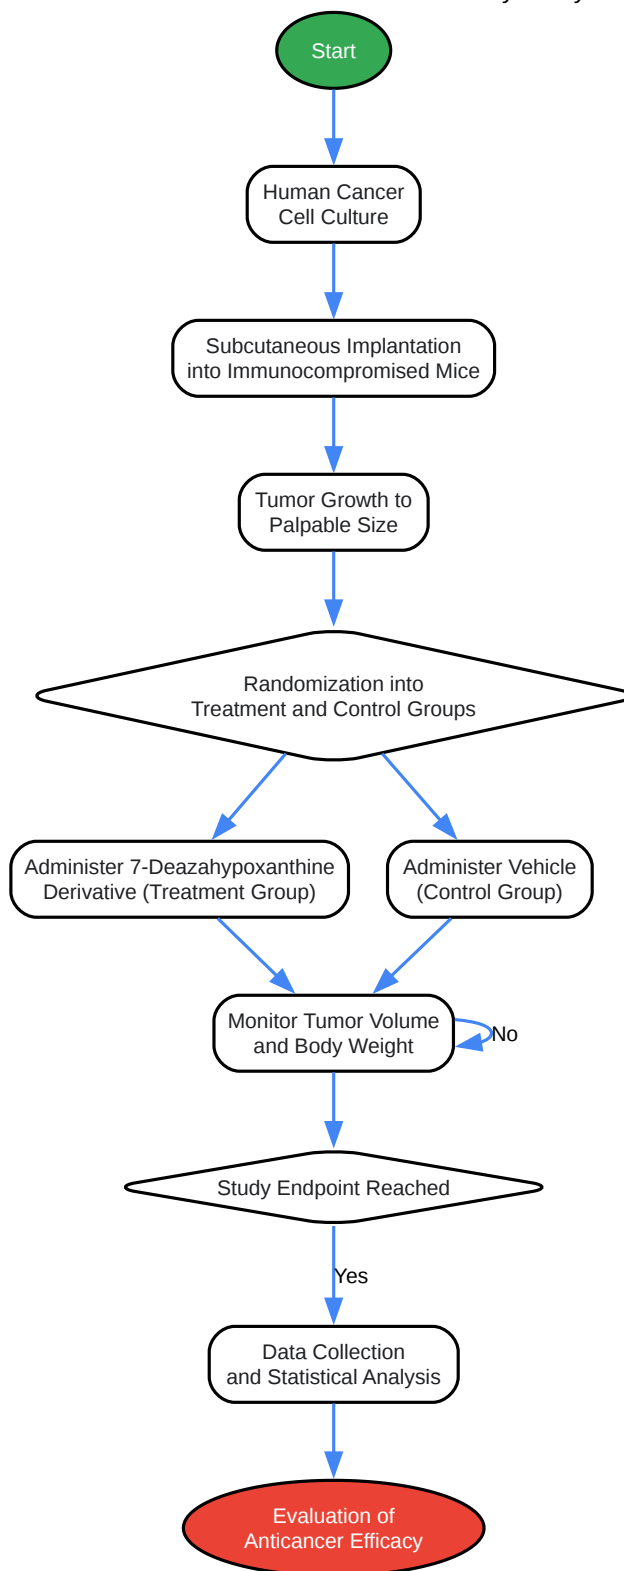 Start
Human Cancer
Cell Culture
Subcutaneous Implantation
into Immunocompromised Mice
Tumor Growth to
Palpable Size
Randomization into
Treatment and Control Groups
Administer 7-Deazahypoxanthine
Derivative (Treatment Group)
Administer Vehicle
(Control Group)
Monitor Tumor Volume
and Body Weight
No
Study Endpoint Reached
Yes
Data Collection
and Statistical Analysis
Evaluation of
Anticancer Efficacy